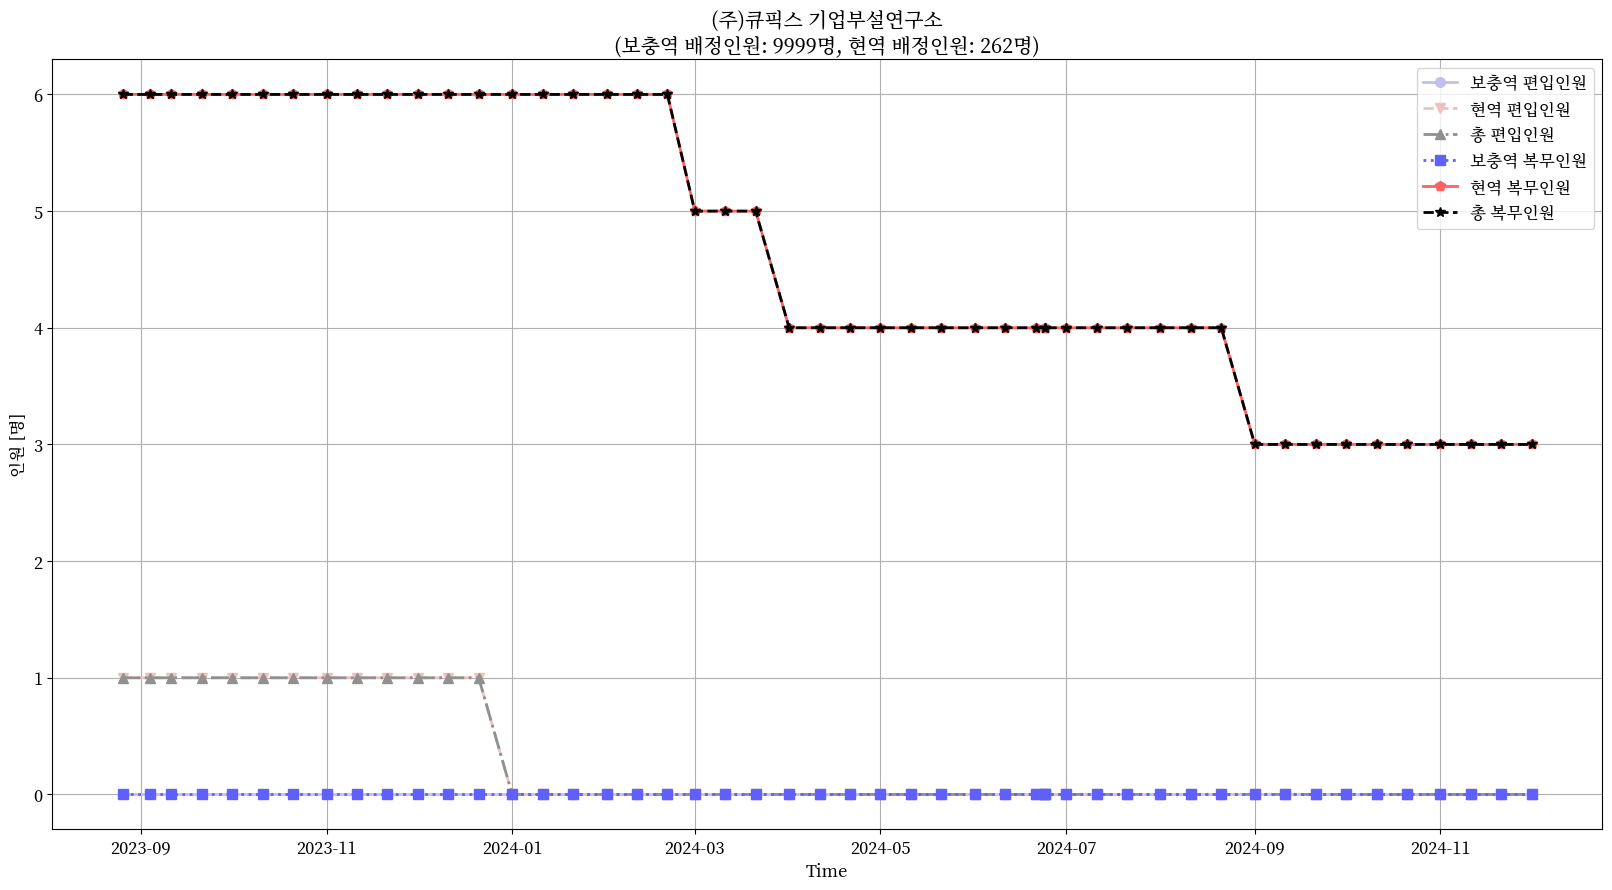 (주)큐픽스 기업부설연구소
(보충역 배정인원: 9999명, 현역 배정인원: 262명)
보충역 편입인원
현역 편입인원
총 편입인원
보충역 복무인원
현역 복무인원
총 복무인원
인원 [명]
6
5
4
3
2
1
0
2023-09
2023-11
2024-01
2024-03
2024-05
2024-07
2024-09
2024-11
Time